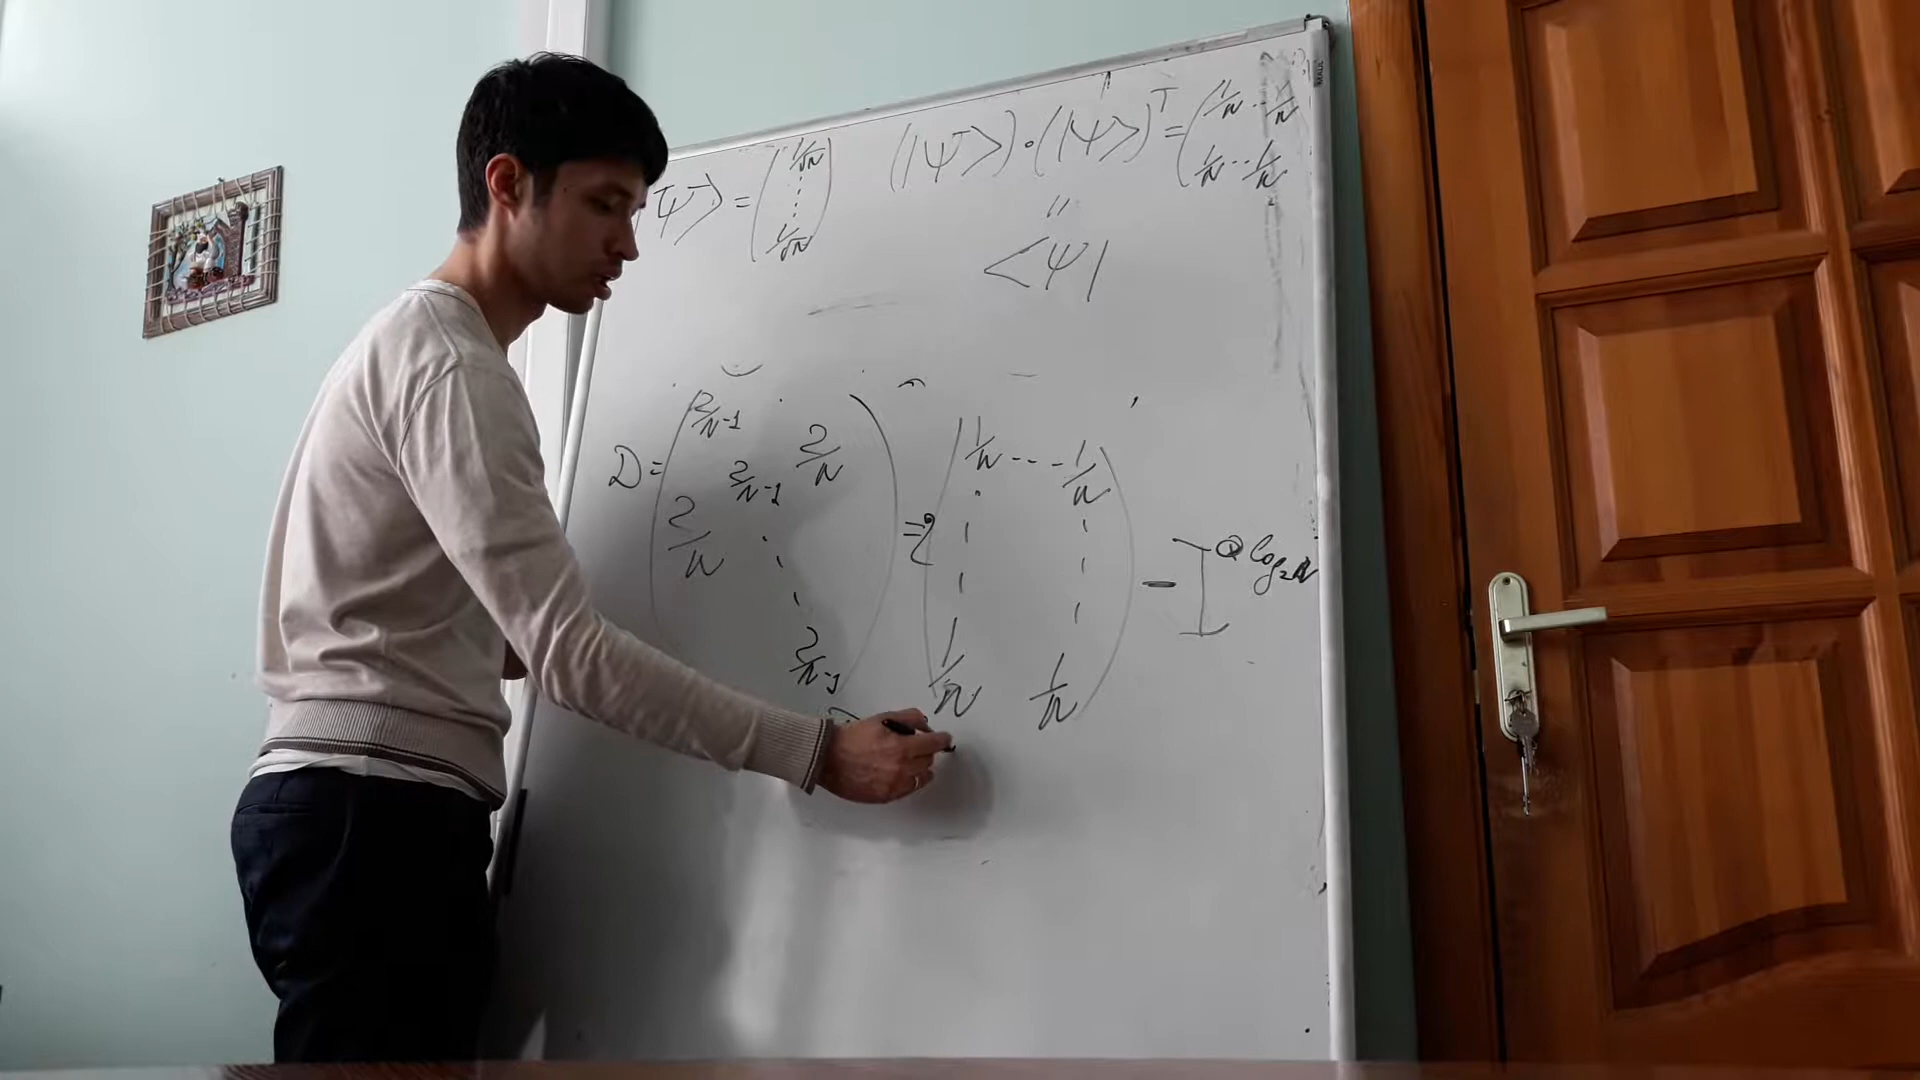 |Ψ⟩ = (1/√N ⋮ 1/√N) (|Ψ⟩)·(|Ψ⟩)ᵀ = (1/N ... 1/N
1/N ... 1/N)
"
⟨Ψ|
D = (2/N-1 2/N
2/N-1
2/N ⋱
2/N-1) = 2 (1/N --- 1/N
⋮ ⋮
1/N 1/N) - I^⊗log₂N
MAUL